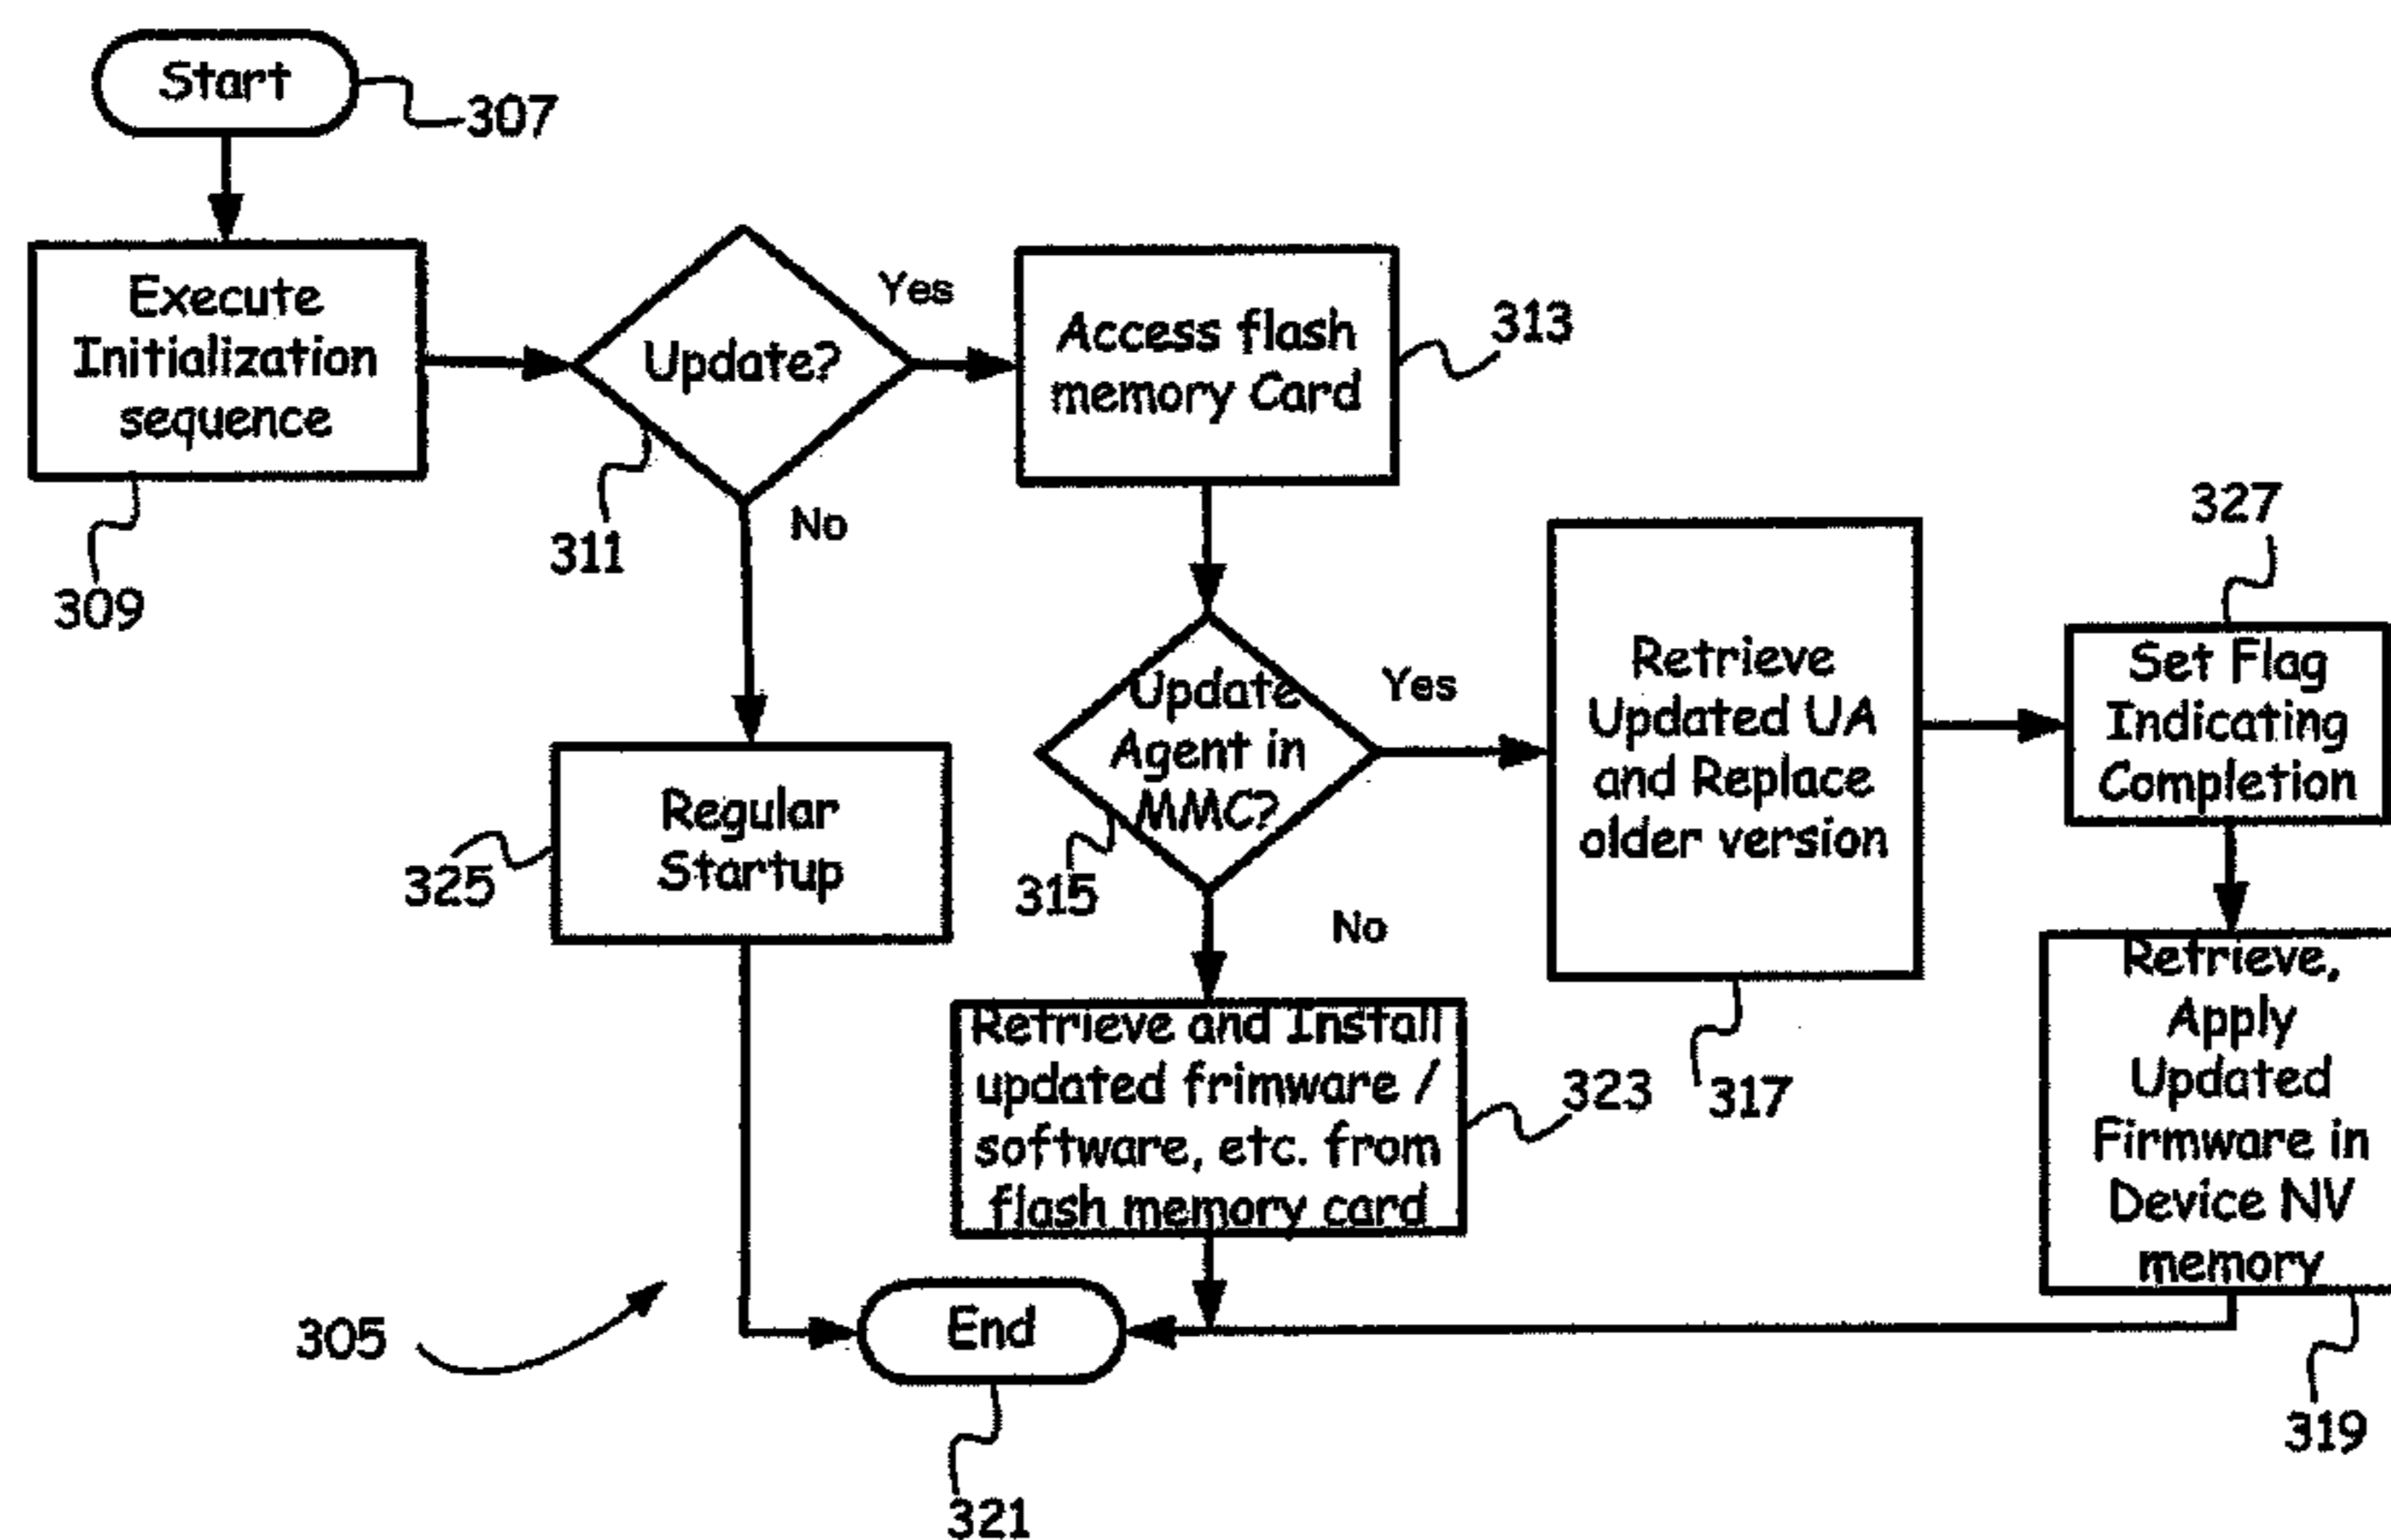 Start
307
Execute
Initialization
sequence
309
Update?
311
Yes
No
Access flash
memory Card
313
Regular
Startup
325
Update
Agent in
MMC?
315
Yes
No
Retrieve
Updated UA
and Replace
older version
317
327
Set Flag
Indicating
Completion
Retrieve,
Apply
Updated
Firmware in
Device NV
memory
319
Retrieve and Install
updated frimware /
software, etc. from
flash memory card
323
End
321
305